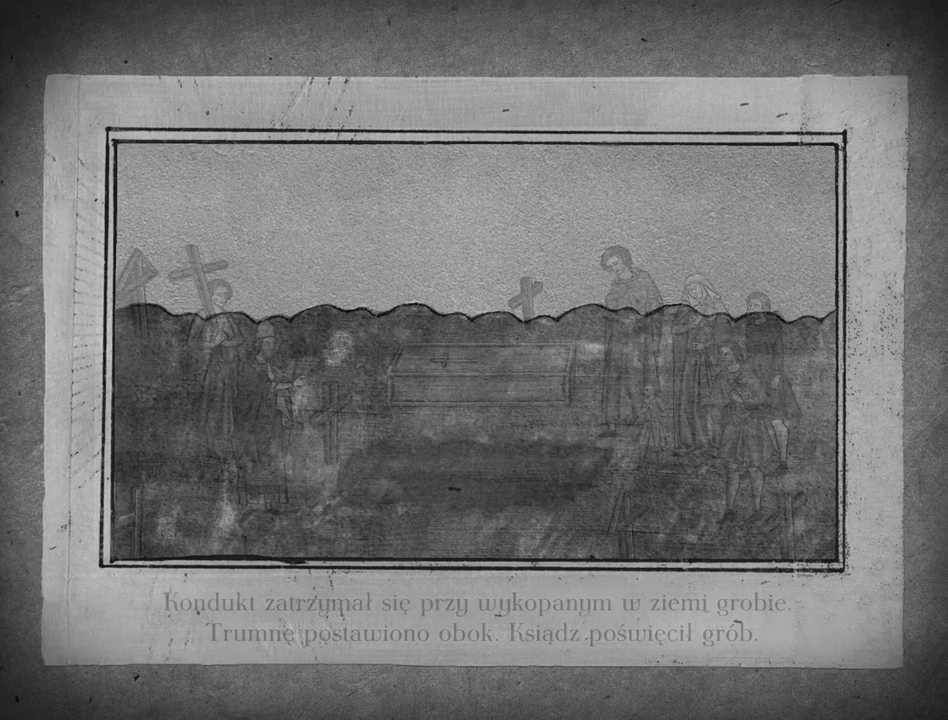 Kondukt zatrzymał się przy wykopanym w ziemi grobie.
Trumnę postawiono obok. Ksiądz poświęcił grób.